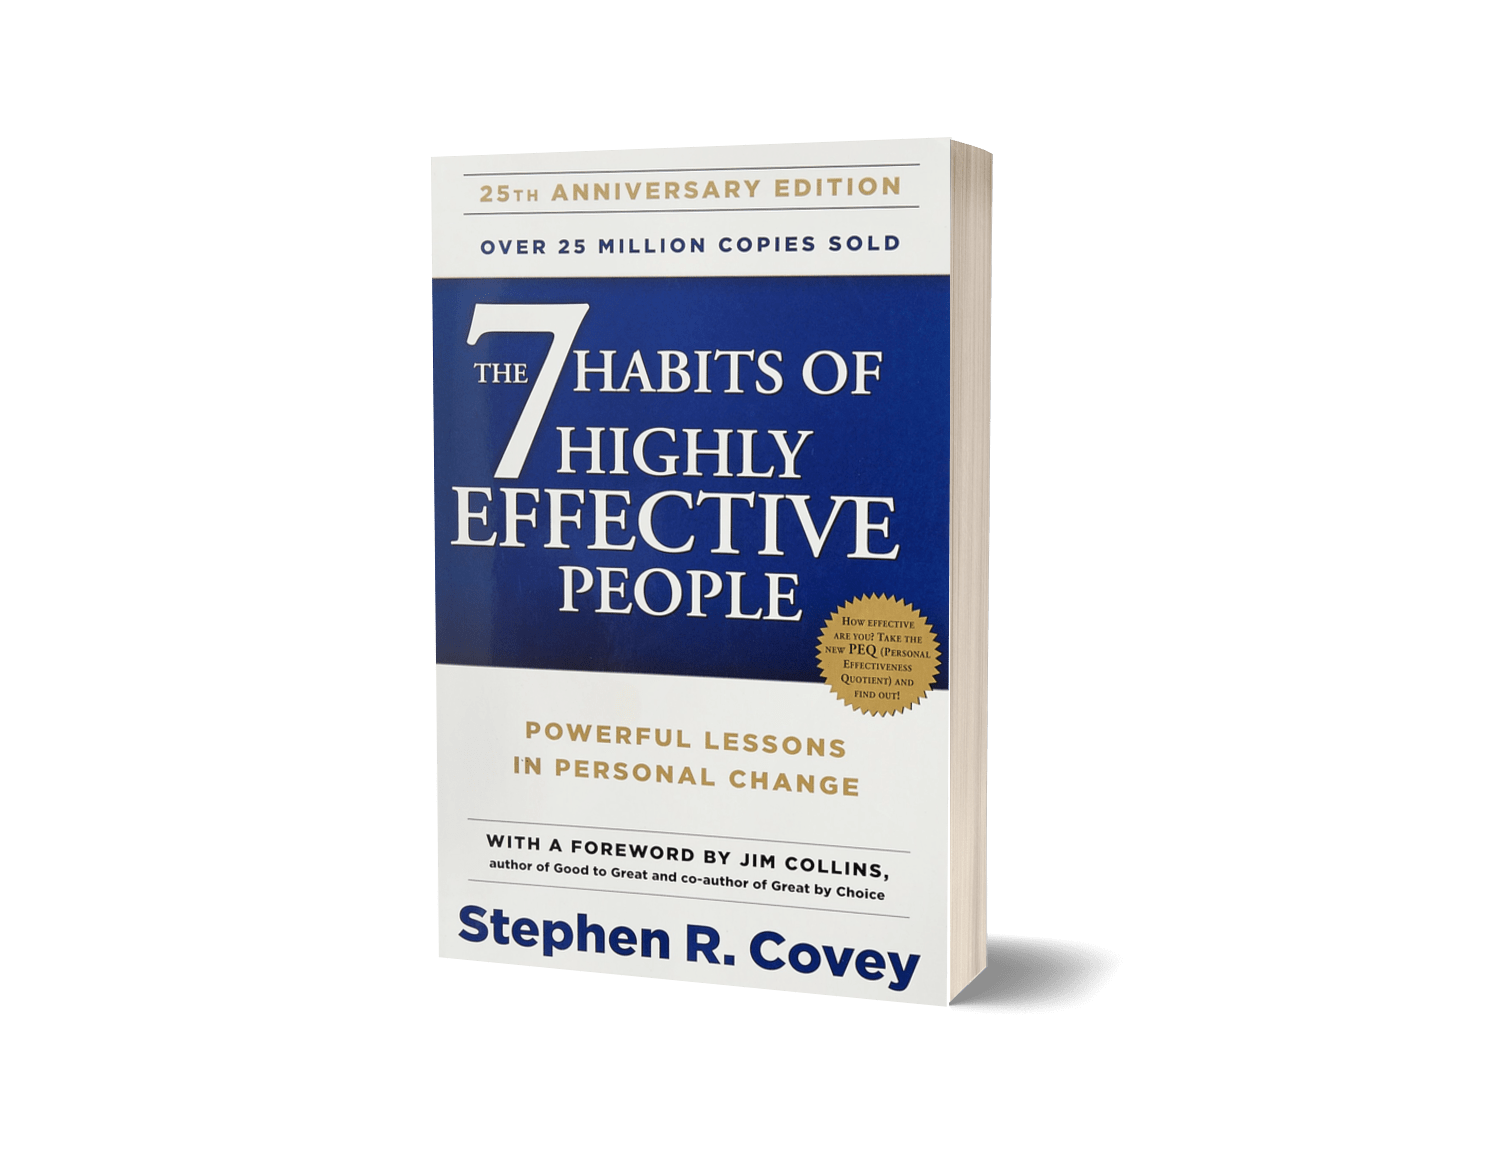 25TH ANNIVERSARY EDITION
OVER 25 MILLION COPIES SOLD
THE 7 HABITS OF
HIGHLY
EFFECTIVE
PEOPLE
HOW EFFECTIVE
ARE YOU? TAKE THE
NEW PEQ (PERSONAL
EFFECTIVENESS
QUOTIENT) AND
FIND OUT!
POWERFUL LESSONS
IN PERSONAL CHANGE
WITH A FOREWORD BY JIM COLLINS,
author of Good to Great and co-author of Great by Choice
Stephen R. Covey